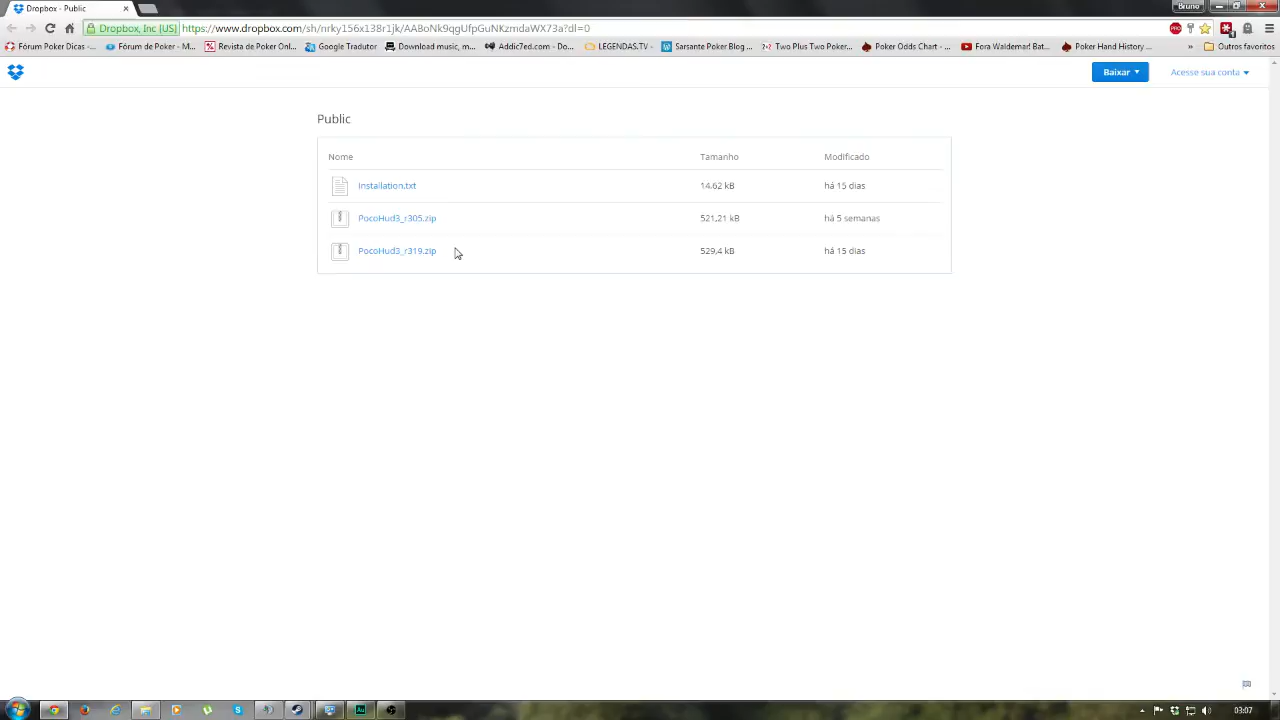 Dropbox - Public
Bruno
Dropbox, Inc [US] https://www.dropbox.com/sh/nrky156x138r1jk/AABoNk9qgUfpGuNKzmdaWX73a?dl=0
Fórum Poker Dicas -... Fórum de Poker - M... Revista de Poker Onl... Google Tradutor Download music, m... Addic7ed.com - Do... LEGENDAS.TV -... Sarsante Poker Blog ... Two Plus Two Poker... Poker Odds Chart - ... Fora Waldemar! Bat... Poker Hand History ... » Outros favoritos
Baixar
Acesse sua conta
Public
Nome Tamanho Modificado
Installation.txt 14.62 kB há 15 dias
PocoHud3_r305.zip 521,21 kB há 5 semanas
PocoHud3_r319.zip 529,4 kB há 15 dias
03:07